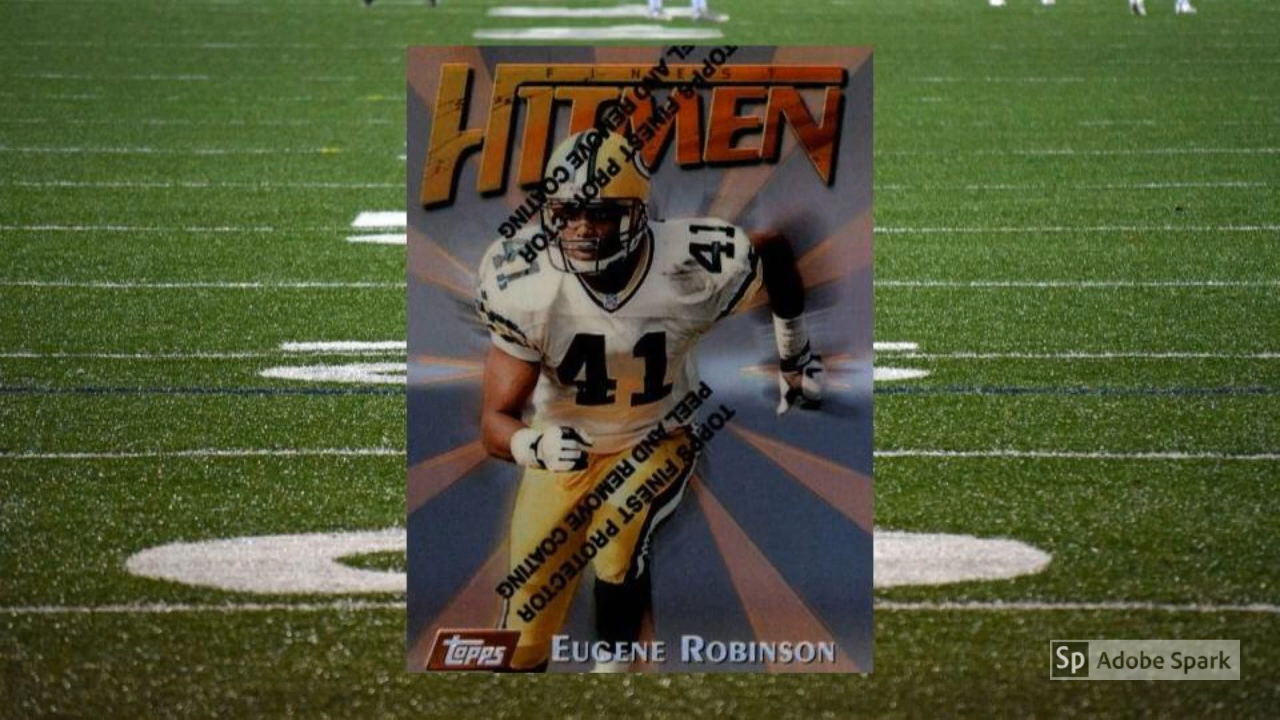 FINEST
HITMEN
TOPPS FINEST PROTECTOR
PEEL AND REMOVE COATING
41
41
41
TOPPS FINEST PROTECTOR
PEEL AND REMOVE COATING
Topps EUGENE ROBINSON
Sp Adobe Spark